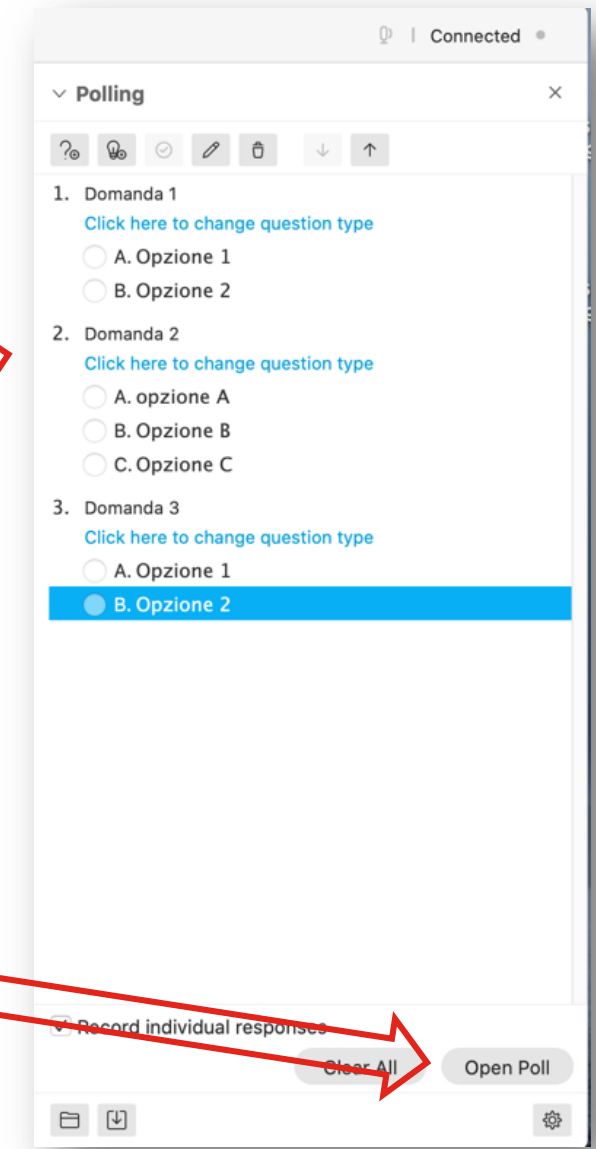 Connected
Polling
1. Domanda 1
Click here to change question type
A. Opzione 1
B. Opzione 2
2. Domanda 2
Click here to change question type
A. opzione A
B. Opzione B
C. Opzione C
3. Domanda 3
Click here to change question type
A. Opzione 1
B. Opzione 2
Record individual responses
Clear All Open Poll